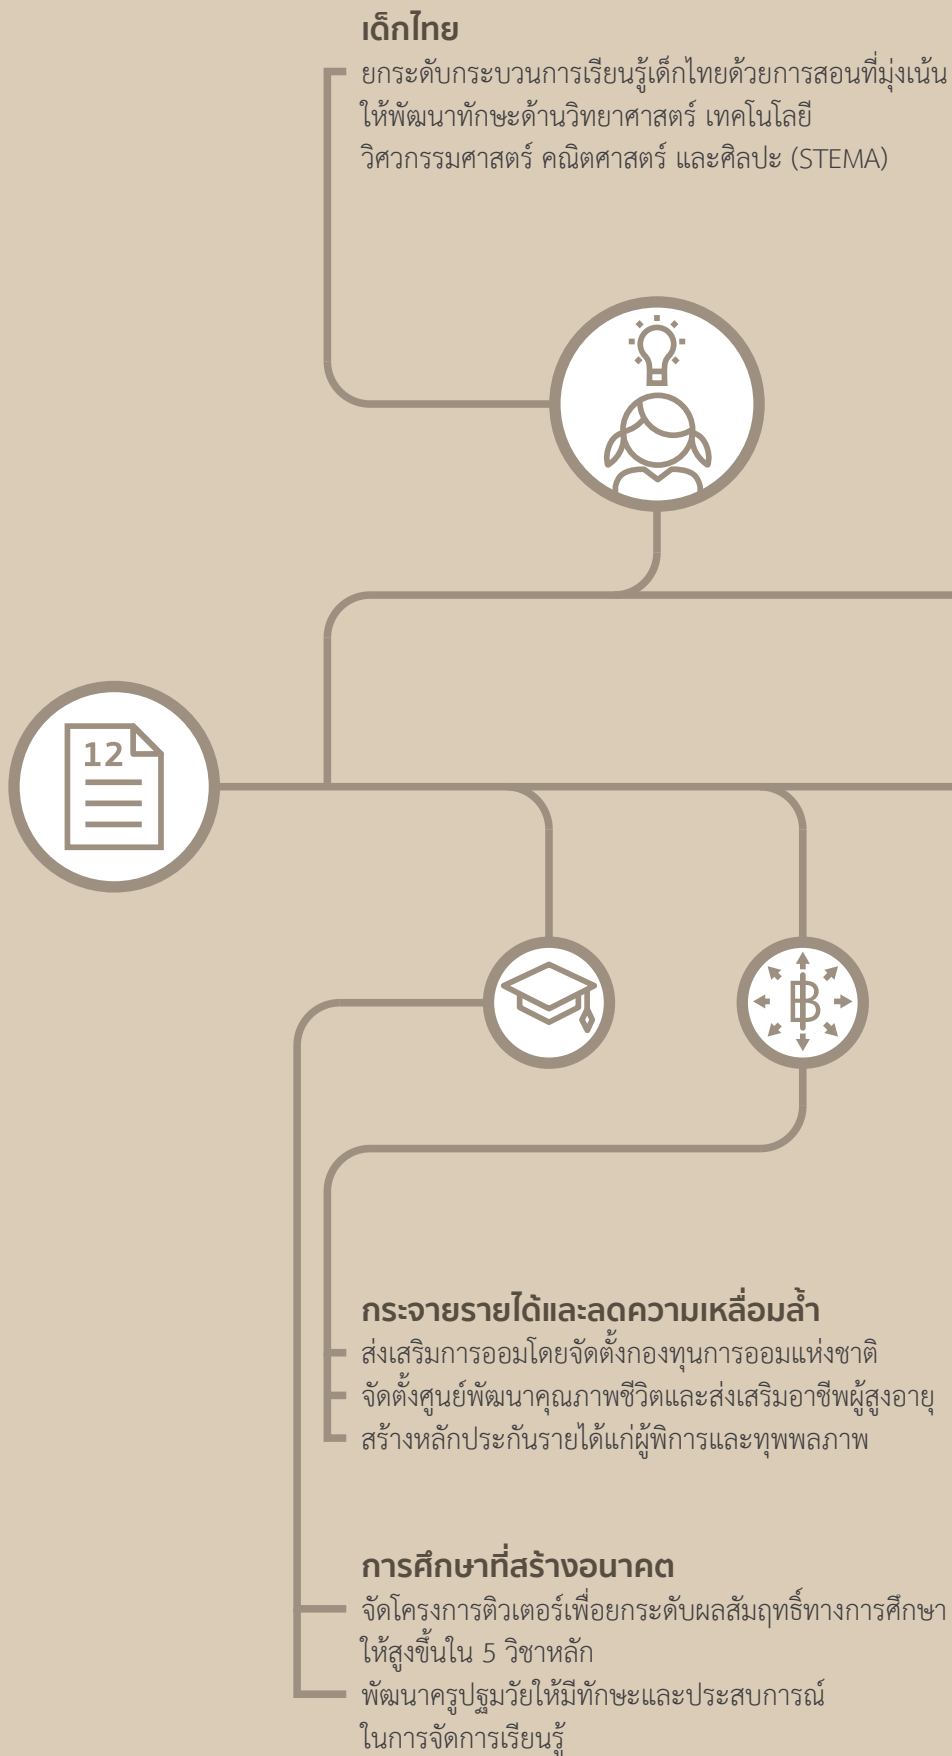 เด็กไทย
ยกระดับกระบวนการเรียนรู้เด็กไทยด้วยการสอนที่มุ่งเน้น
ให้พัฒนาทักษะด้านวิทยาศาสตร์ เทคโนโลยี
วิศวกรรมศาสตร์ คณิตศาสตร์ และศิลปะ (STEMA)
12
กระจายรายได้และลดความเหลื่อมล้ำ
ส่งเสริมการออมโดยจัดตั้งกองทุนการออมแห่งชาติ
จัดตั้งศูนย์พัฒนาคุณภาพชีวิตและส่งเสริมอาชีพผู้สูงอายุ
สร้างหลักประกันรายได้แก่ผู้พิการและทุพพลภาพ
การศึกษาที่สร้างอนาคต
จัดโครงการติวเตอร์เพื่อยกระดับผลสัมฤทธิ์ทางการศึกษา
ให้สูงขึ้นใน 5 วิชาหลัก
พัฒนาครูปฐมวัยให้มีทักษะและประสบการณ์
ในการจัดการเรียนรู้